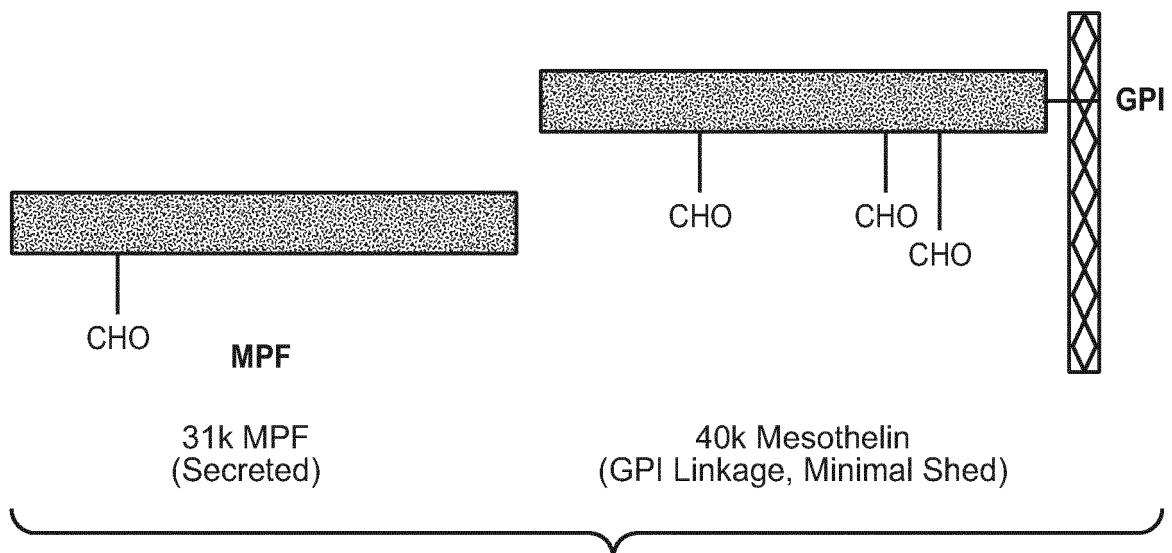 GPI
CHO
CHO
CHO
CHO
MPF
31k MPF
(Secreted)
40k Mesothelin
(GPI Linkage, Minimal Shed)